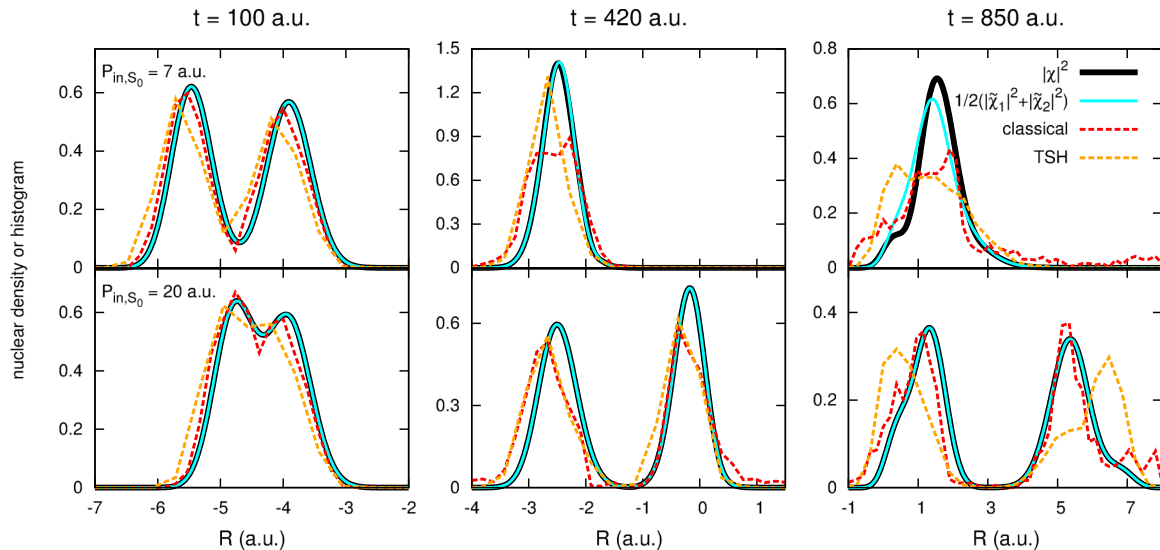 t = 100 a.u.
t = 420 a.u.
t = 850 a.u.
nuclear density or histogram
P_in,S_0 = 7 a.u.
0.6
0.4
0.2
0
1.5
1.2
0.9
0.6
0.3
0
0.8
0.6
0.4
0.2
0
|χ|²
1/2(|χ̃₁|²+|χ̃₂|²)
classical
TSH
P_in,S_0 = 20 a.u.
0.6
0.4
0.2
0
0.6
0.3
0
0.4
0.2
0
-7 -6 -5 -4 -3 -2
-4 -3 -2 -1 0 1
-1 1 3 5 7
R (a.u.)
R (a.u.)
R (a.u.)